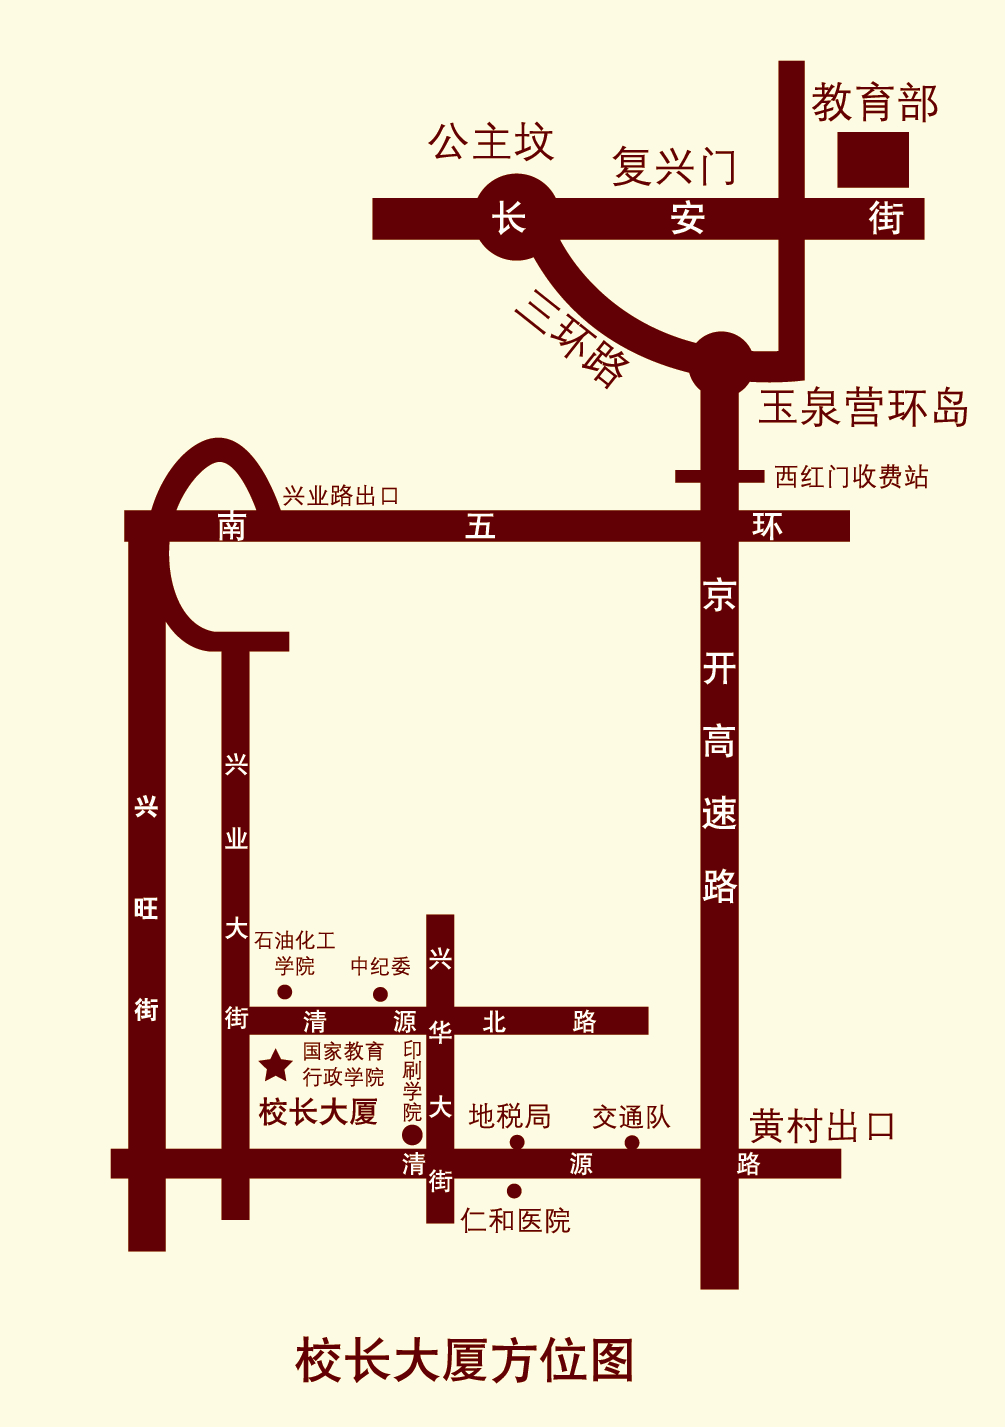 教育部
公主坟
复兴门
长安街
三环路
玉泉营环岛
西红门收费站
兴业路出口
南五环
京开高速路
兴旺街
兴业大街
石油化工
学院
中纪委
兴华大街
清源北路
国家教育
行政学院
校长大厦
印刷学院
地税局
交通队
黄村出口
清源路
仁和医院
校长大厦方位图